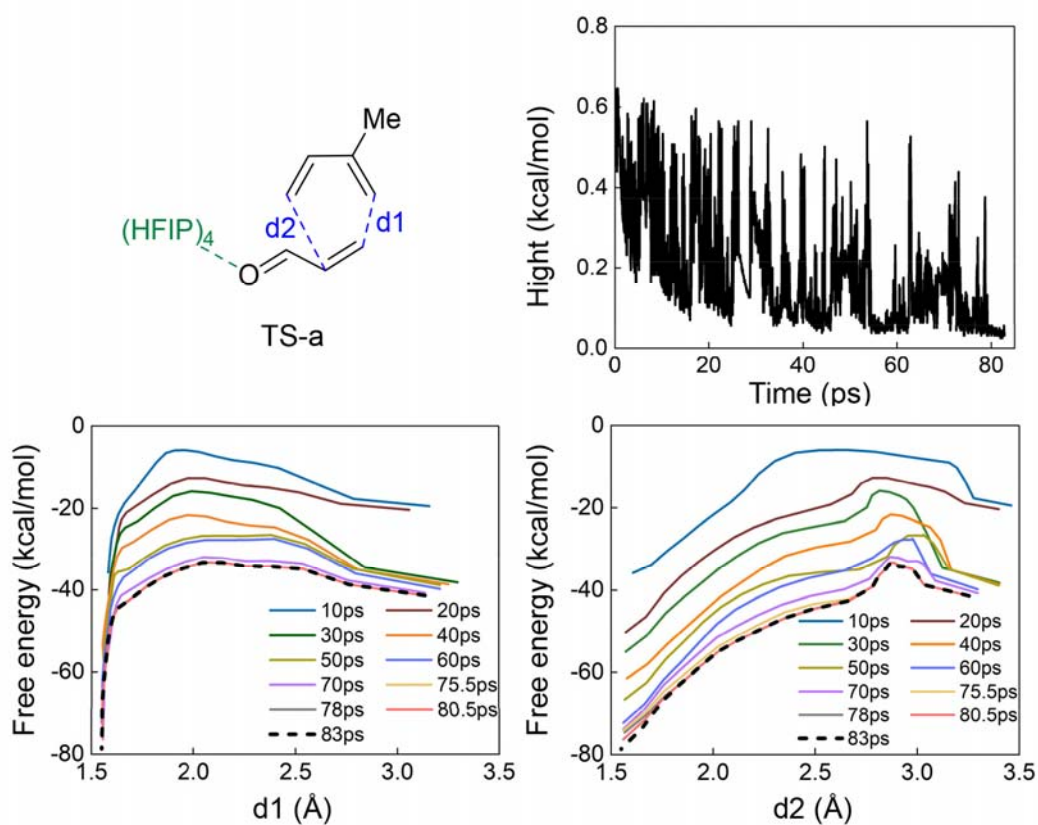 Me
d2
d1
(HFIP)4
O
TS-a
0.8
0.6
0.4
0.2
0.0
Hight (kcal/mol)
0 20 40 60 80
Time (ps)
0
-20
-40
-60
-80
Free energy (kcal/mol)
10ps 20ps
30ps 40ps
50ps 60ps
70ps 75.5ps
78ps 80.5ps
83ps
1.5 2.0 2.5 3.0 3.5
d1 (Å)
0
-20
-40
-60
-80
Free energy (kcal/mol)
10ps 20ps
30ps 40ps
50ps 60ps
70ps 75.5ps
78ps 80.5ps
83ps
1.5 2.0 2.5 3.0 3.5
d2 (Å)